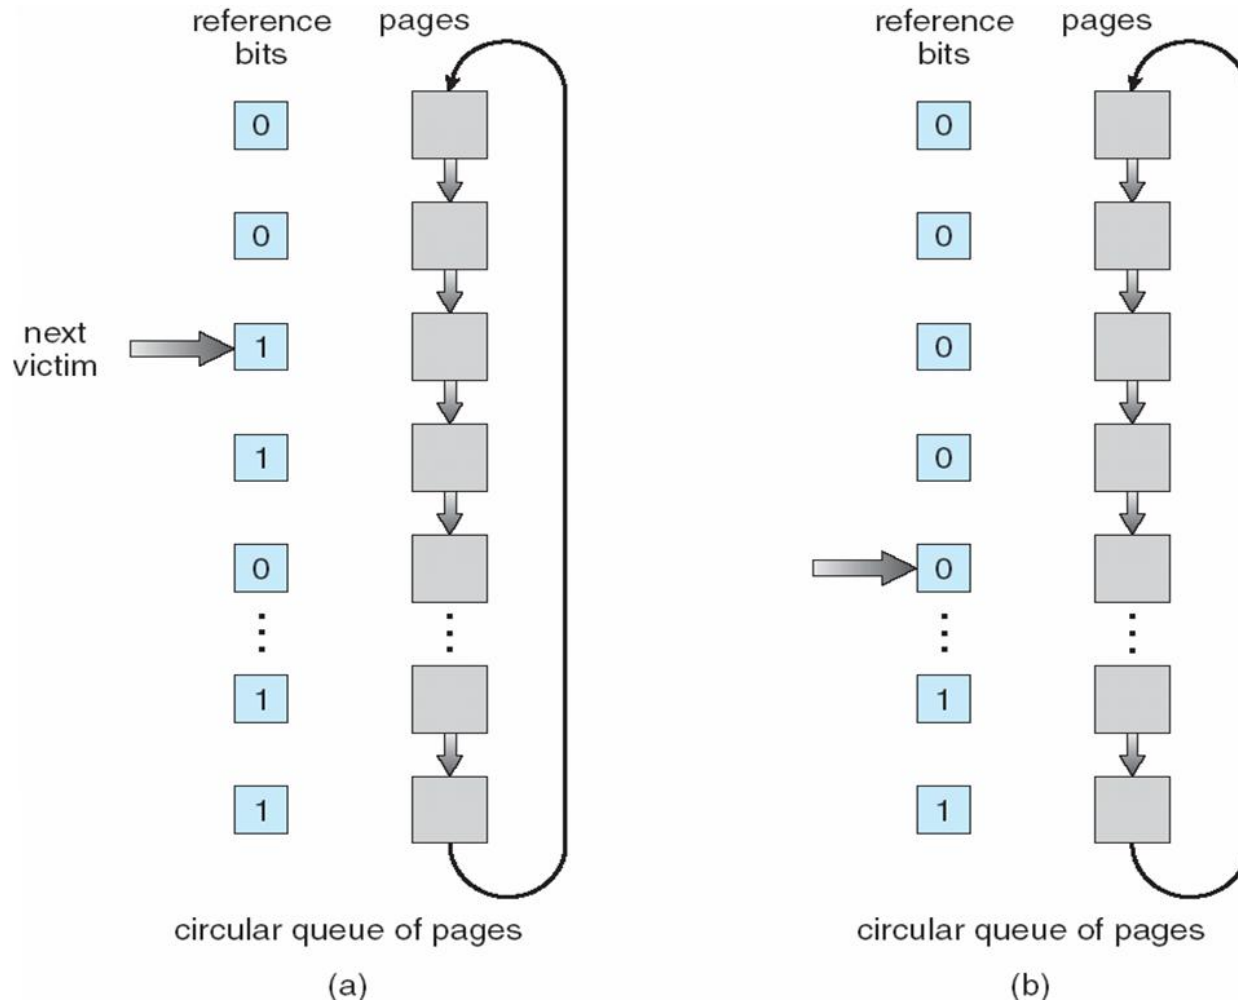 reference bits
pages
0
0
next victim
1
1
0
1
1
circular queue of pages
(a)
reference bits
pages
0
0
0
0
0
1
1
circular queue of pages
(b)